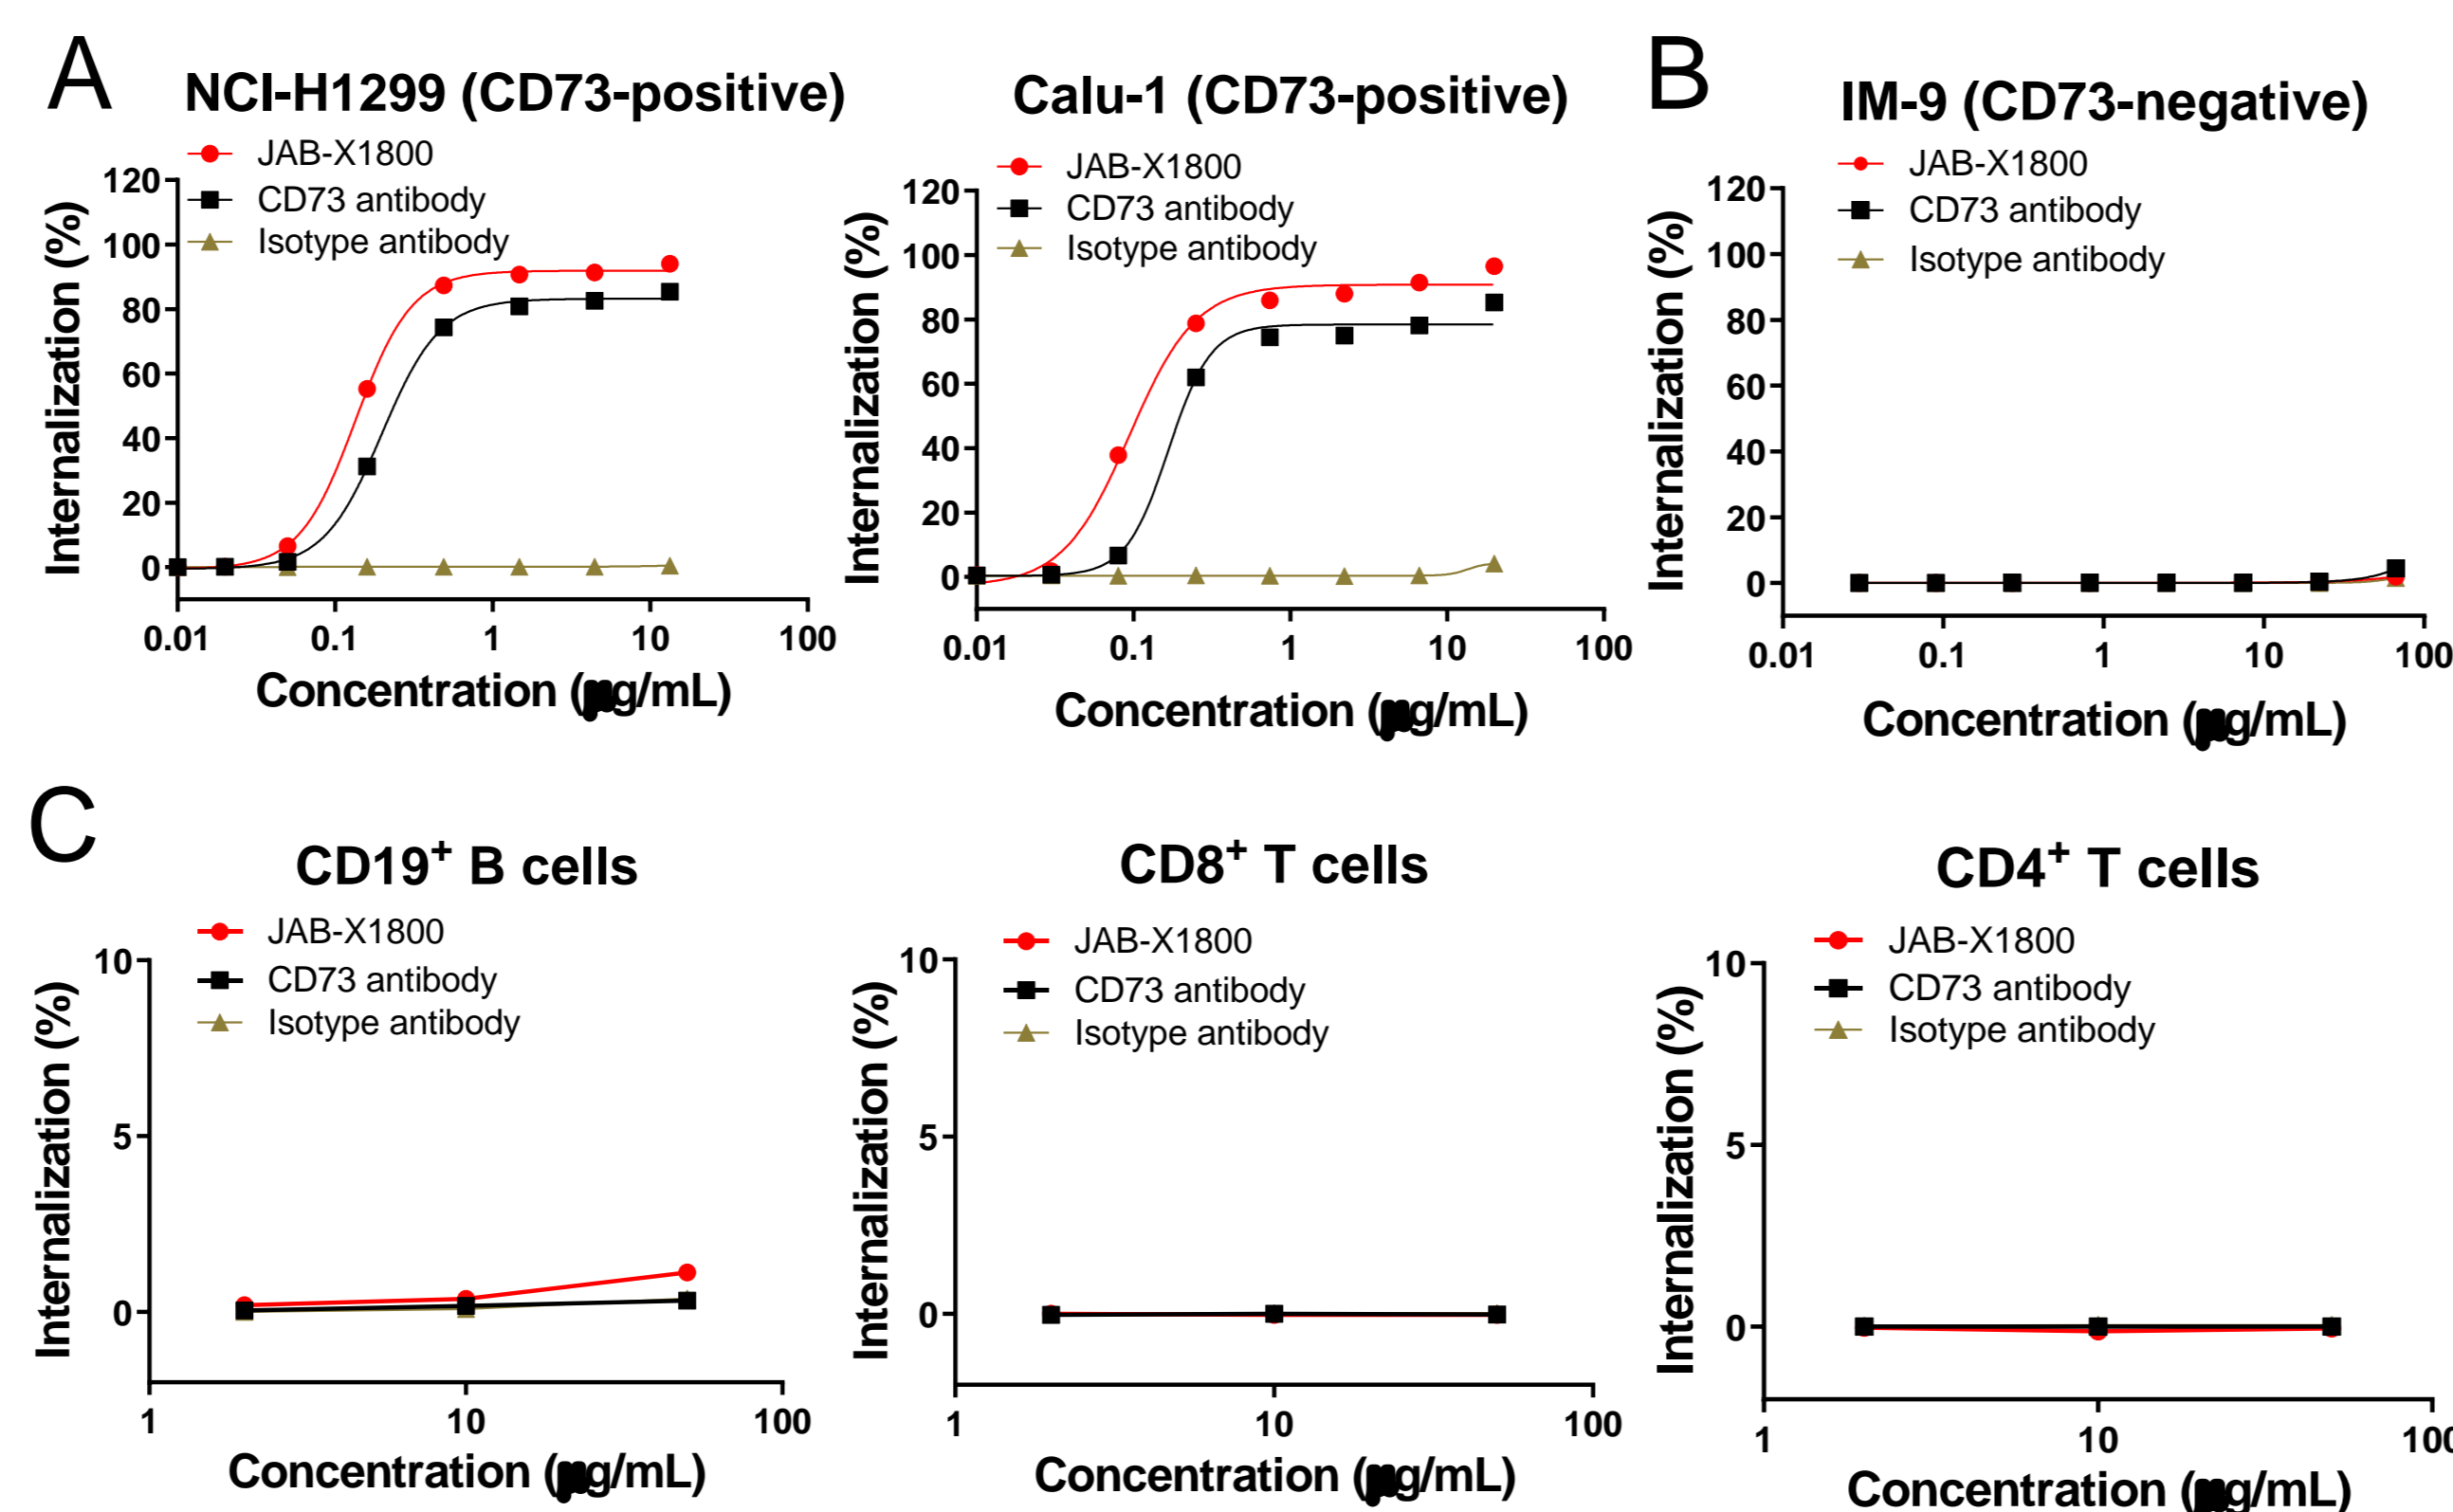 A
NCI-H1299 (CD73-positive)
JAB-X1800
CD73 antibody
Isotype antibody
120
100
80
60
40
20
0
Internalization (%)
0.01 0.1 1 10 100
Concentration (µg/mL)
Calu-1 (CD73-positive)
JAB-X1800
CD73 antibody
Isotype antibody
120
100
80
60
40
20
0
Internalization (%)
0.01 0.1 1 10 100
Concentration (µg/mL)
B
IM-9 (CD73-negative)
JAB-X1800
CD73 antibody
Isotype antibody
120
100
80
60
40
20
0
Internalization (%)
0.01 0.1 1 10 100
Concentration (µg/mL)
C
CD19⁺ B cells
JAB-X1800
CD73 antibody
Isotype antibody
10
5
0
Internalization (%)
1 10 100
Concentration (µg/mL)
CD8⁺ T cells
JAB-X1800
CD73 antibody
Isotype antibody
10
5
0
Internalization (%)
1 10 100
Concentration (µg/mL)
CD4⁺ T cells
JAB-X1800
CD73 antibody
Isotype antibody
10
5
0
Internalization (%)
1 10 100
Concentration (µg/mL)